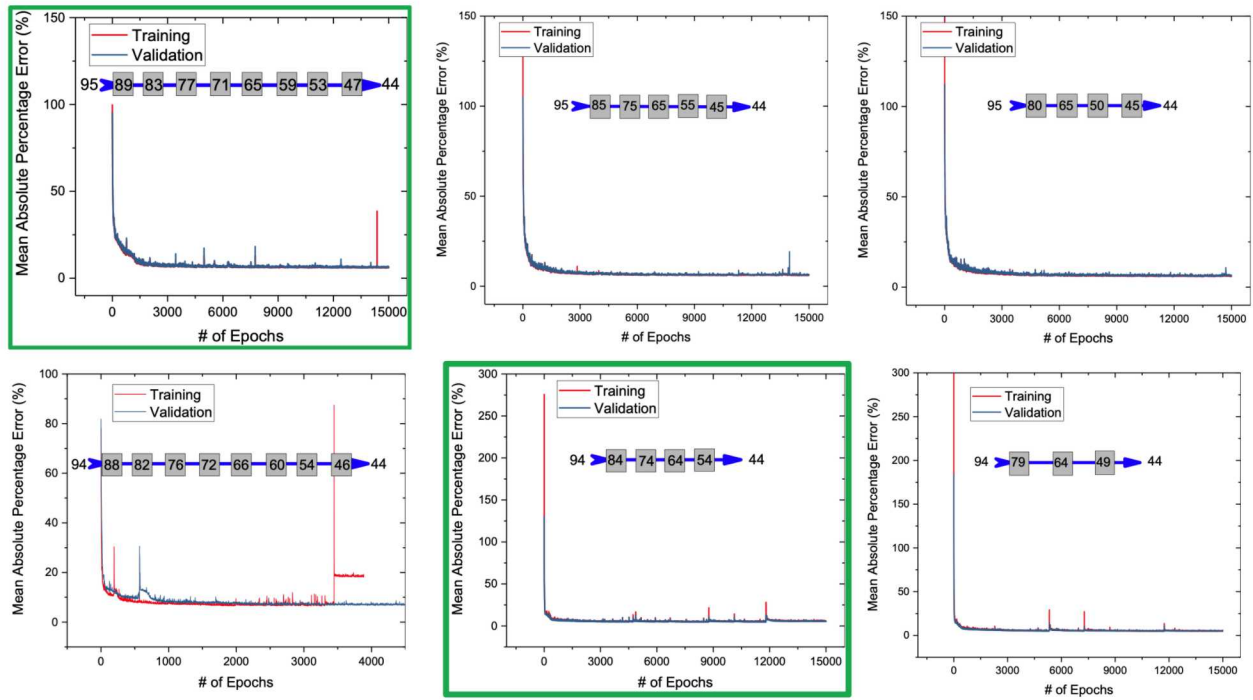 Mean Absolute Percentage Error (%)
150
100
50
0
Training
Validation
95 89 83 77 71 65 59 53 47 44
0 3000 6000 9000 12000 15000
# of Epochs
Mean Absolute Percentage Error (%)
150
100
50
0
Training
Validation
95 85 75 65 55 45 44
0 3000 6000 9000 12000 15000
# of Epochs
Mean Absolute Percentage Error (%)
150
100
50
0
Training
Validation
95 80 65 50 45 44
0 3000 6000 9000 12000 15000
# of Epochs
Mean Absolute Percentage Error (%)
100
80
60
40
20
0
Training
Validation
94 88 82 76 72 66 60 54 46 44
0 1000 2000 3000 4000
# of Epochs
Mean Absolute Percentage Error (%)
300
250
200
150
100
50
0
Training
Validation
94 84 74 64 54 44
0 3000 6000 9000 12000 15000
# of Epochs
Mean Absolute Percentage Error (%)
300
250
200
150
100
50
0
Training
Validation
94 79 64 49 44
0 3000 6000 9000 12000 15000
# of Epochs